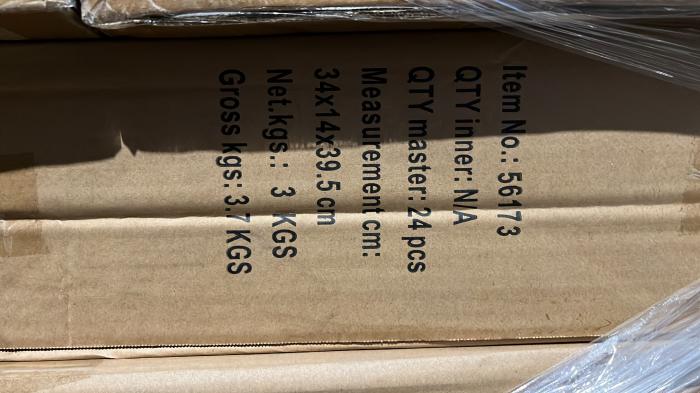 Item No.: 56173
QTY inner: N/A
QTY master: 24 pcs
Measurement cm:
34x14x39.5 cm
Net.kgs.: 3 KGS
Gross kgs: 3.7 KGS